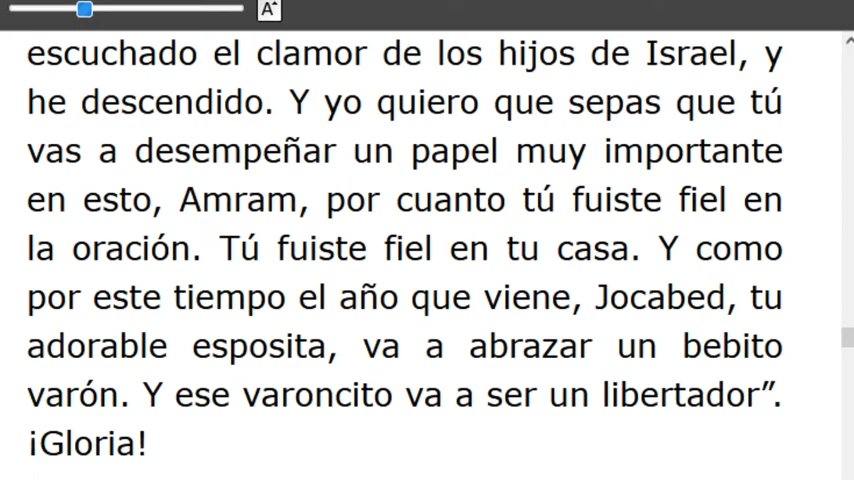 A
escuchado el clamor de los hijos de Israel, y
he descendido. Y yo quiero que sepas que tú
vas a desempeñar un papel muy importante
en esto, Amram, por cuanto tú fuiste fiel en
la oración. Tú fuiste fiel en tu casa. Y como
por este tiempo el año que viene, Jocabed, tu
adorable esposita, va a abrazar un bebito
varón. Y ese varoncito va a ser un libertador”.
¡Gloria!